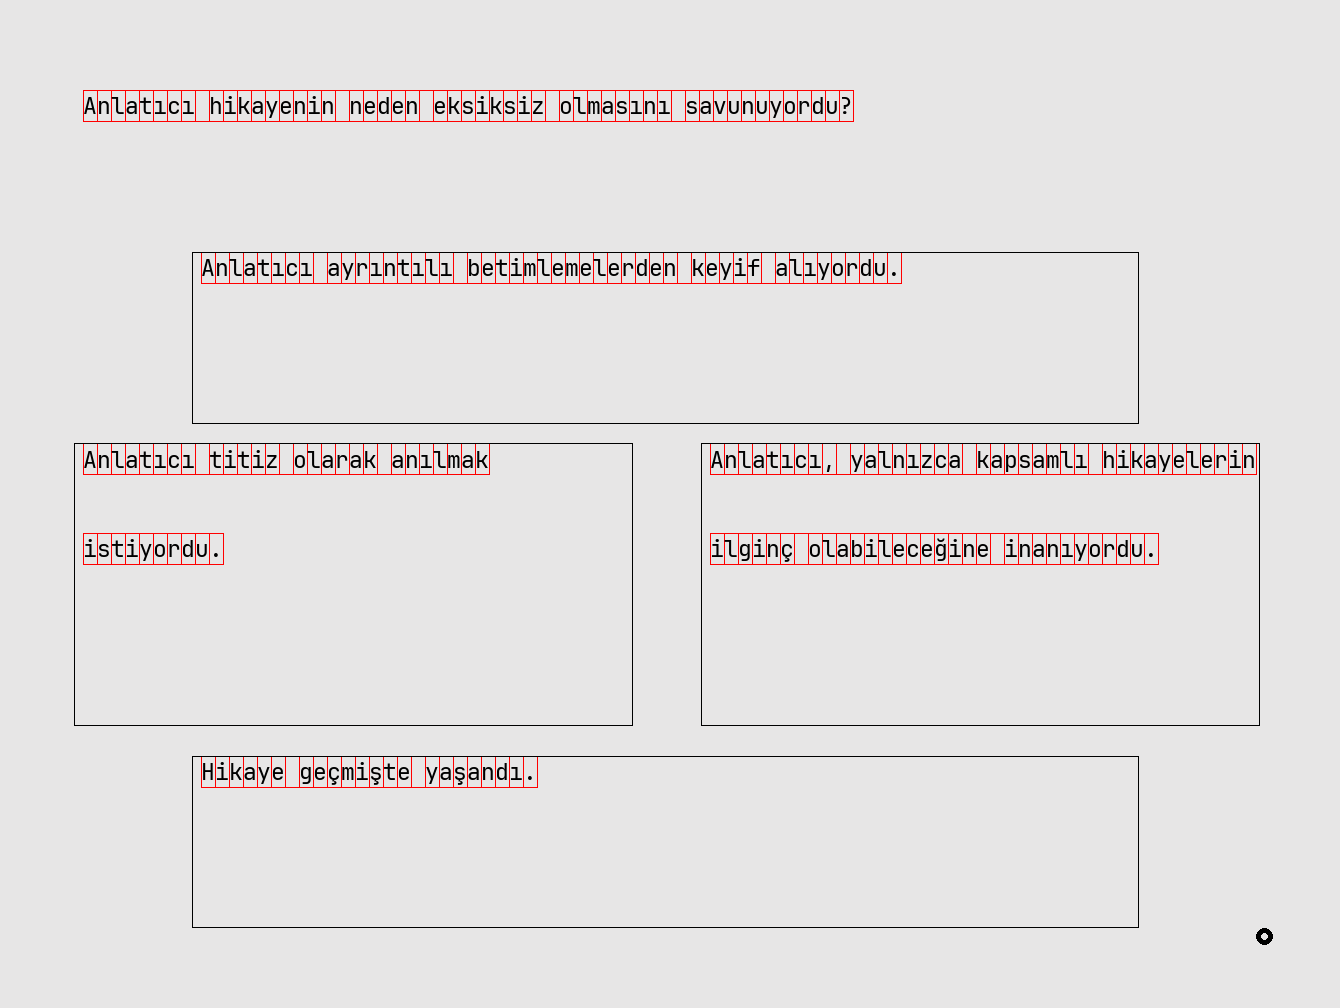 Anlatıcı hikayenin neden eksiksiz olmasını savunuyordu?
Anlatıcı ayrıntılı betimlemelerden keyif alıyordu.
Anlatıcı titiz olarak anılmak
istiyordu.
Anlatıcı, yalnızca kapsamlı hikayelerin
ilginç olabileceğine inanıyordu.
Hikaye geçmişte yaşandı.